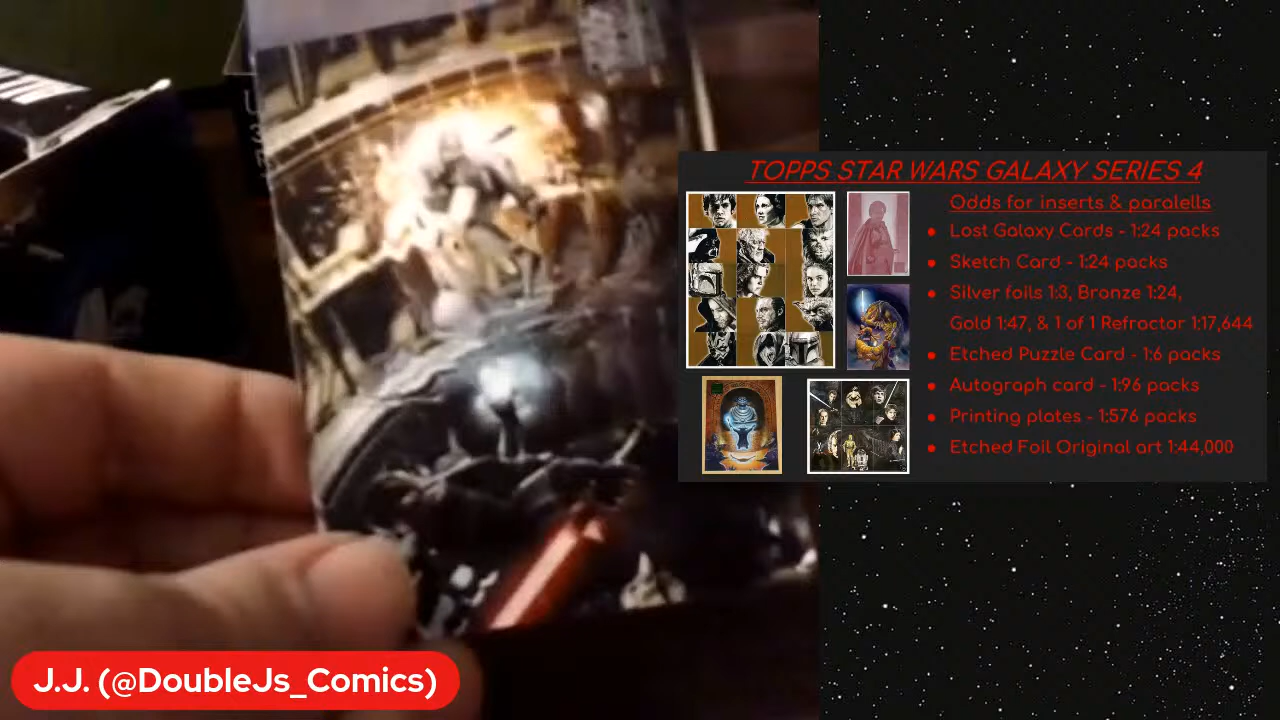 TOPPS STAR WARS GALAXY SERIES 4
Odds for inserts & paralells
Lost Galaxy Cards - 1:24 packs
Sketch Card - 1:24 packs
Silver foils 1:3, Bronze 1:24,
Gold 1:47, & 1 of 1 Refractor 1:17,644
Etched Puzzle Card - 1:6 packs
Autograph card - 1:96 packs
Printing plates - 1:576 packs
Etched Foil Original art 1:44,000
J.J. (@DoubleJs_Comics)